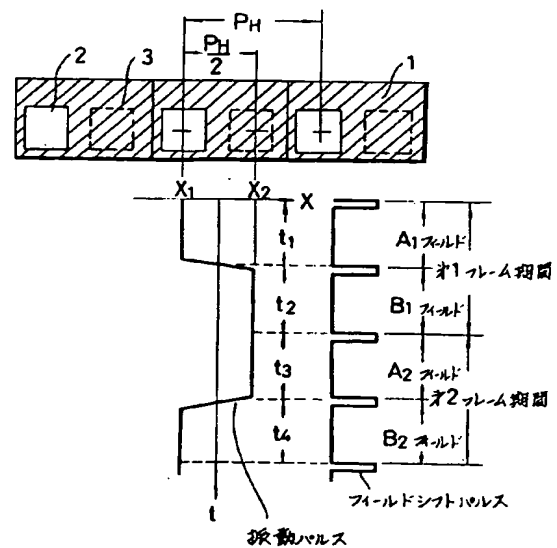 PH
PH
2
2
3
1
X1
X2
X
t1
A1フィールド
才1フレーム期間
t2
B1フィールド
t3
A2フィールド
才2フレーム期間
t4
B2フィールド
フィールドシフトパルス
t
振動パルス